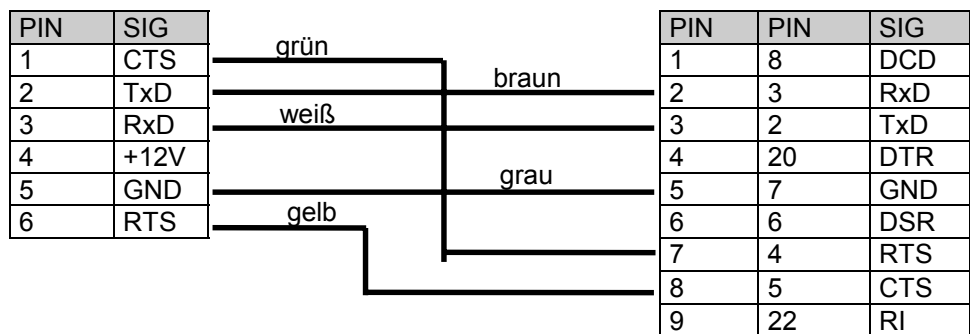 PIN SIG
1 CTS
2 TxD
3 RxD
4 +12V
5 GND
6 RTS
grün
braun
weiß
grau
gelb
PIN PIN SIG
1 8 DCD
2 3 RxD
3 2 TxD
4 20 DTR
5 7 GND
6 6 DSR
7 4 RTS
8 5 CTS
9 22 RI